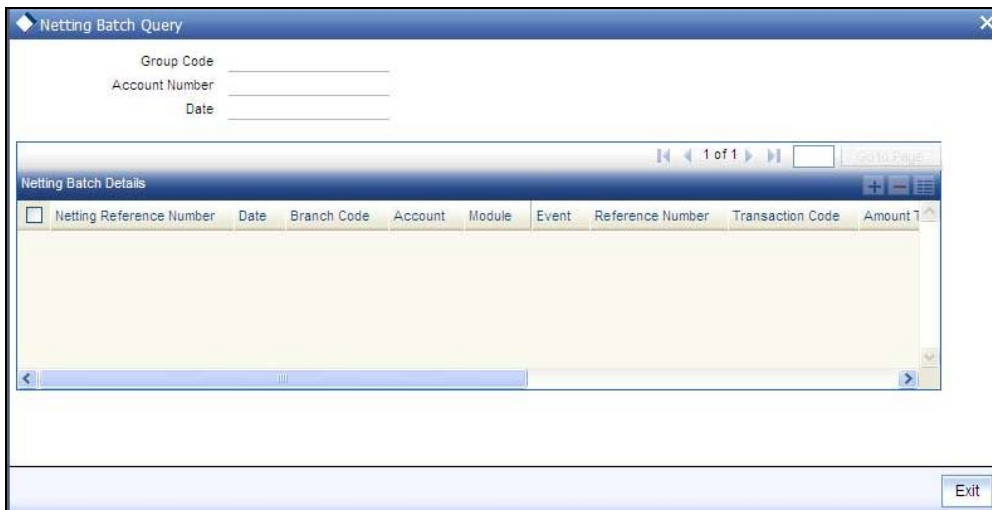 Netting Batch Query
Group Code
Account Number
Date
1 of 1 Go to Page
Netting Batch Details
Netting Reference Number Date Branch Code Account Module Event Reference Number Transaction Code Amount T
Exit